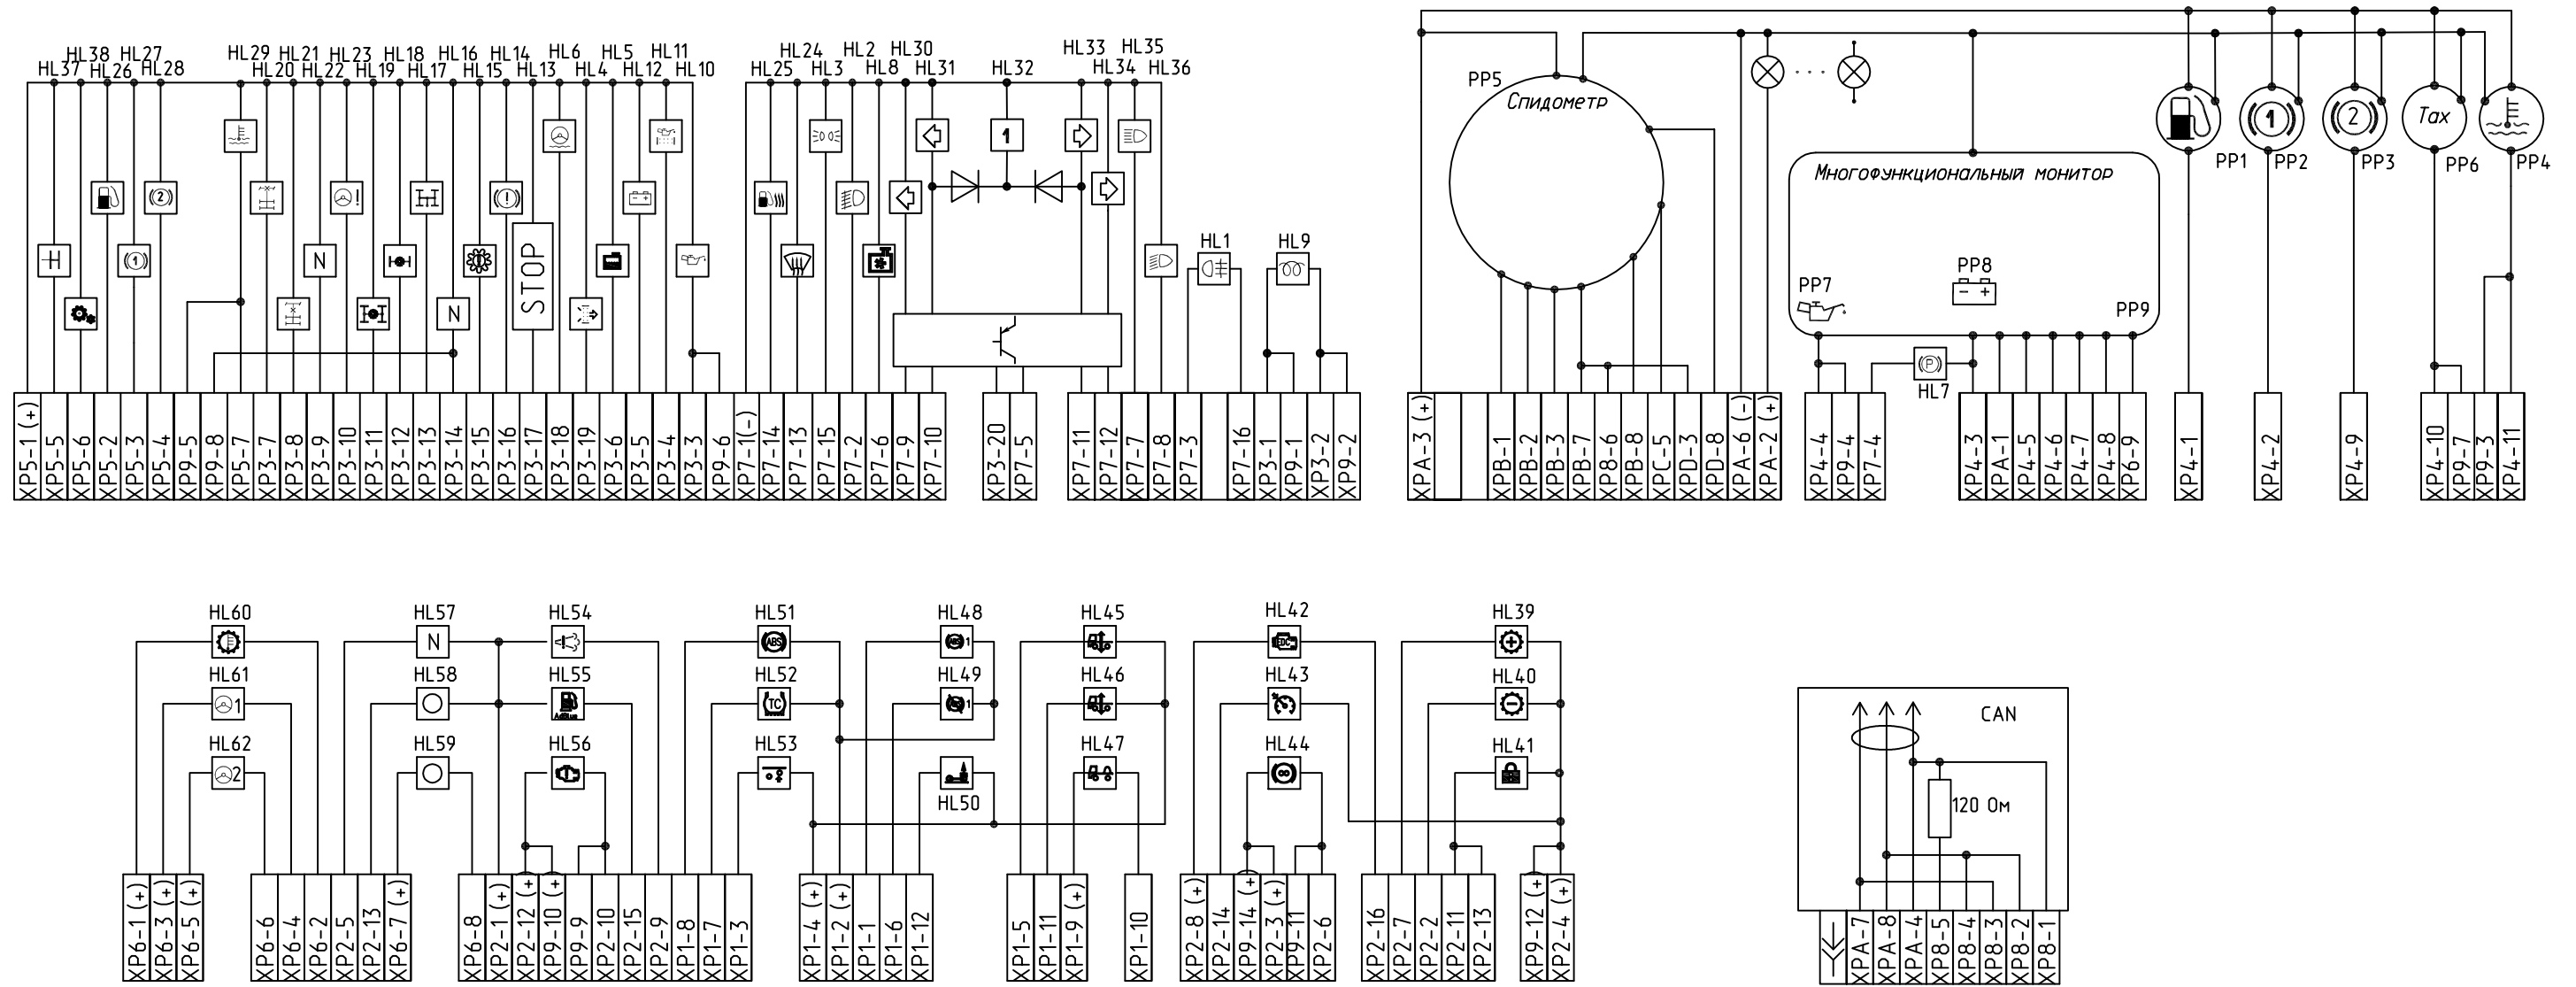 HL38 HL27 HL29 HL21 HL23 HL18 HL16 HL14 HL6 HL5 HL11 HL24 HL2 HL30 HL33 HL35
HL37 HL26 HL28 HL20 HL22 HL19 HL17 HL15 HL13 HL4 HL12 HL10 HL25 HL3 HL8 HL31 HL32 HL34 HL36
PP5
Спидометр
1
1
2
Tax
2
!
!
1
N
N
STOP
PP1 PP2 PP3 PP6 PP4
Многофункциональный монитор
HL1 HL9
PP7 PP8 PP9
P
HL7
XP5-1 (+)
XP5-5
XP5-6
XP5-2
XP5-3
XP5-4
XP9-5
XP9-8
XP5-7
XP3-7
XP3-8
XP3-9
XP3-10
XP3-11
XP3-12
XP3-13
XP3-14
XP3-15
XP3-16
XP3-17
XP3-18
XP3-19
XP3-6
XP3-5
XP3-4
XP3-3
XP9-6
XP7-1(-)
XP7-14
XP7-13
XP7-15
XP7-2
XP7-6
XP7-9
XP7-10
XP3-20
XP7-5
XP7-11
XP7-12
XP7-7
XP7-8
XP7-3
XP7-16
XP3-1
XP9-1
XP3-2
XP9-2
XPA-3 (+)
XPB-1
XPB-2
XPB-3
XPB-7
XP8-6
XPB-8
XPC-5
XPD-3
XPD-8
XPA-6 (-)
XPA-2 (+)
XP4-4
XP9-4
XP7-4
XP4-3
XPA-1
XP4-5
XP4-6
XP4-7
XP4-8
XP6-9
XP4-1
XP4-2
XP4-9
XP4-10
XP9-7
XP9-3
XP4-11
HL60 HL57 HL54 HL51 HL48 HL45 HL42 HL39
N ABS ABS 1 EDC
HL61 HL58 HL55 HL52 HL49 HL46 HL43 HL40
1 AdBlue TC 1
CAN
HL62 HL59 HL56 HL53 HL47 HL44 HL41
2
HL50
120 Ом
XP6-1 (+)
XP6-3 (+)
XP6-5 (+)
XP6-6
XP6-4
XP6-2
XP2-5
XP2-13
XP6-7 (+)
XP6-8
XP2-1 (+)
XP2-12 (+)
XP9-10 (+)
XP9-9
XP2-10
XP2-15
XP2-9
XP1-8
XP1-7
XP1-3
XP1-4 (+)
XP1-2 (+)
XP1-1
XP1-6
XP1-12
XP1-5
XP1-11
XP1-9 (+)
XP1-10
XP2-8 (+)
XP2-14
XP9-14 (+)
XP2-3 (+)
XP9-11
XP2-6
XP2-16
XP2-7
XP2-2
XP2-11
XP2-13
XP9-12 (+)
XP2-4 (+)
XPA-7
XPA-8
XPA-4
XP8-5
XP8-4
XP8-3
XP8-2
XP8-1